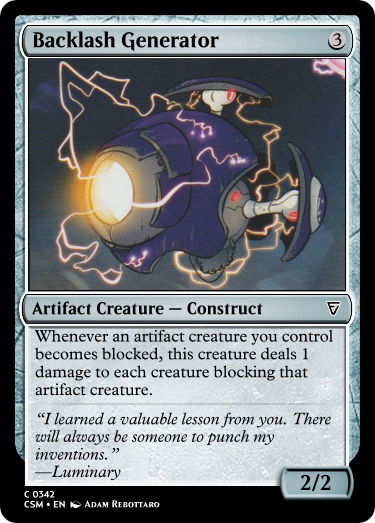 Backlash Generator 3
Artifact Creature — Construct
Whenever an artifact creature you control
becomes blocked, this creature deals 1
damage to each creature blocking that
artifact creature.
“I learned a valuable lesson from you. There
will always be someone to punch my
inventions.”
—Luminary
2/2
C 0342
CSM • EN Adam Rebottaro